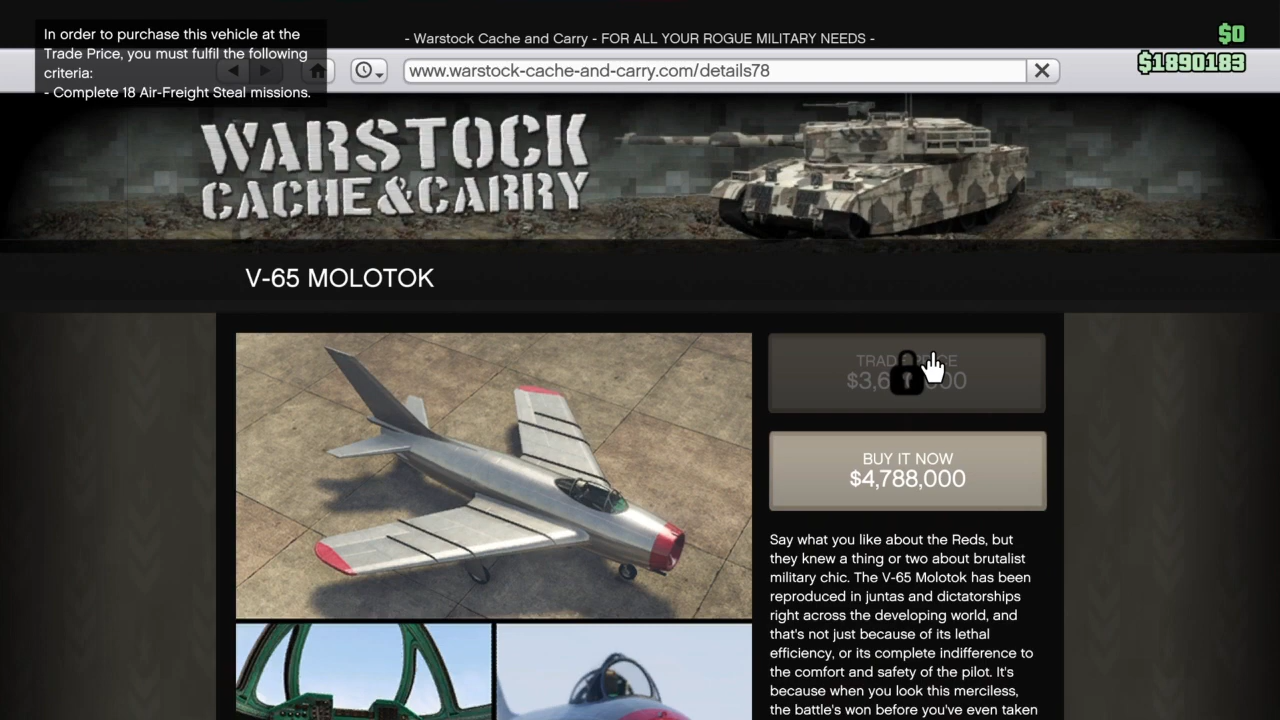 In order to purchase this vehicle at the
Trade Price, you must fulfil the following
criteria:
- Complete 18 Air-Freight Steal missions.
- Warstock Cache and Carry - FOR ALL YOUR ROGUE MILITARY NEEDS -
$0
$1890183
www.warstock-cache-and-carry.com/details78
WARSTOCK
CACHE & CARRY
V-65 MOLOTOK
BUY IT NOW
$4,788,000
Say what you like about the Reds, but
they knew a thing or two about brutalist
military chic. The V-65 Molotok has been
reproduced in juntas and dictatorships
right across the developing world, and
that's not just because of its lethal
efficiency, or its complete indifference to
the comfort and safety of the pilot. It's
because when you look this merciless,
the battle's won before you've even taken